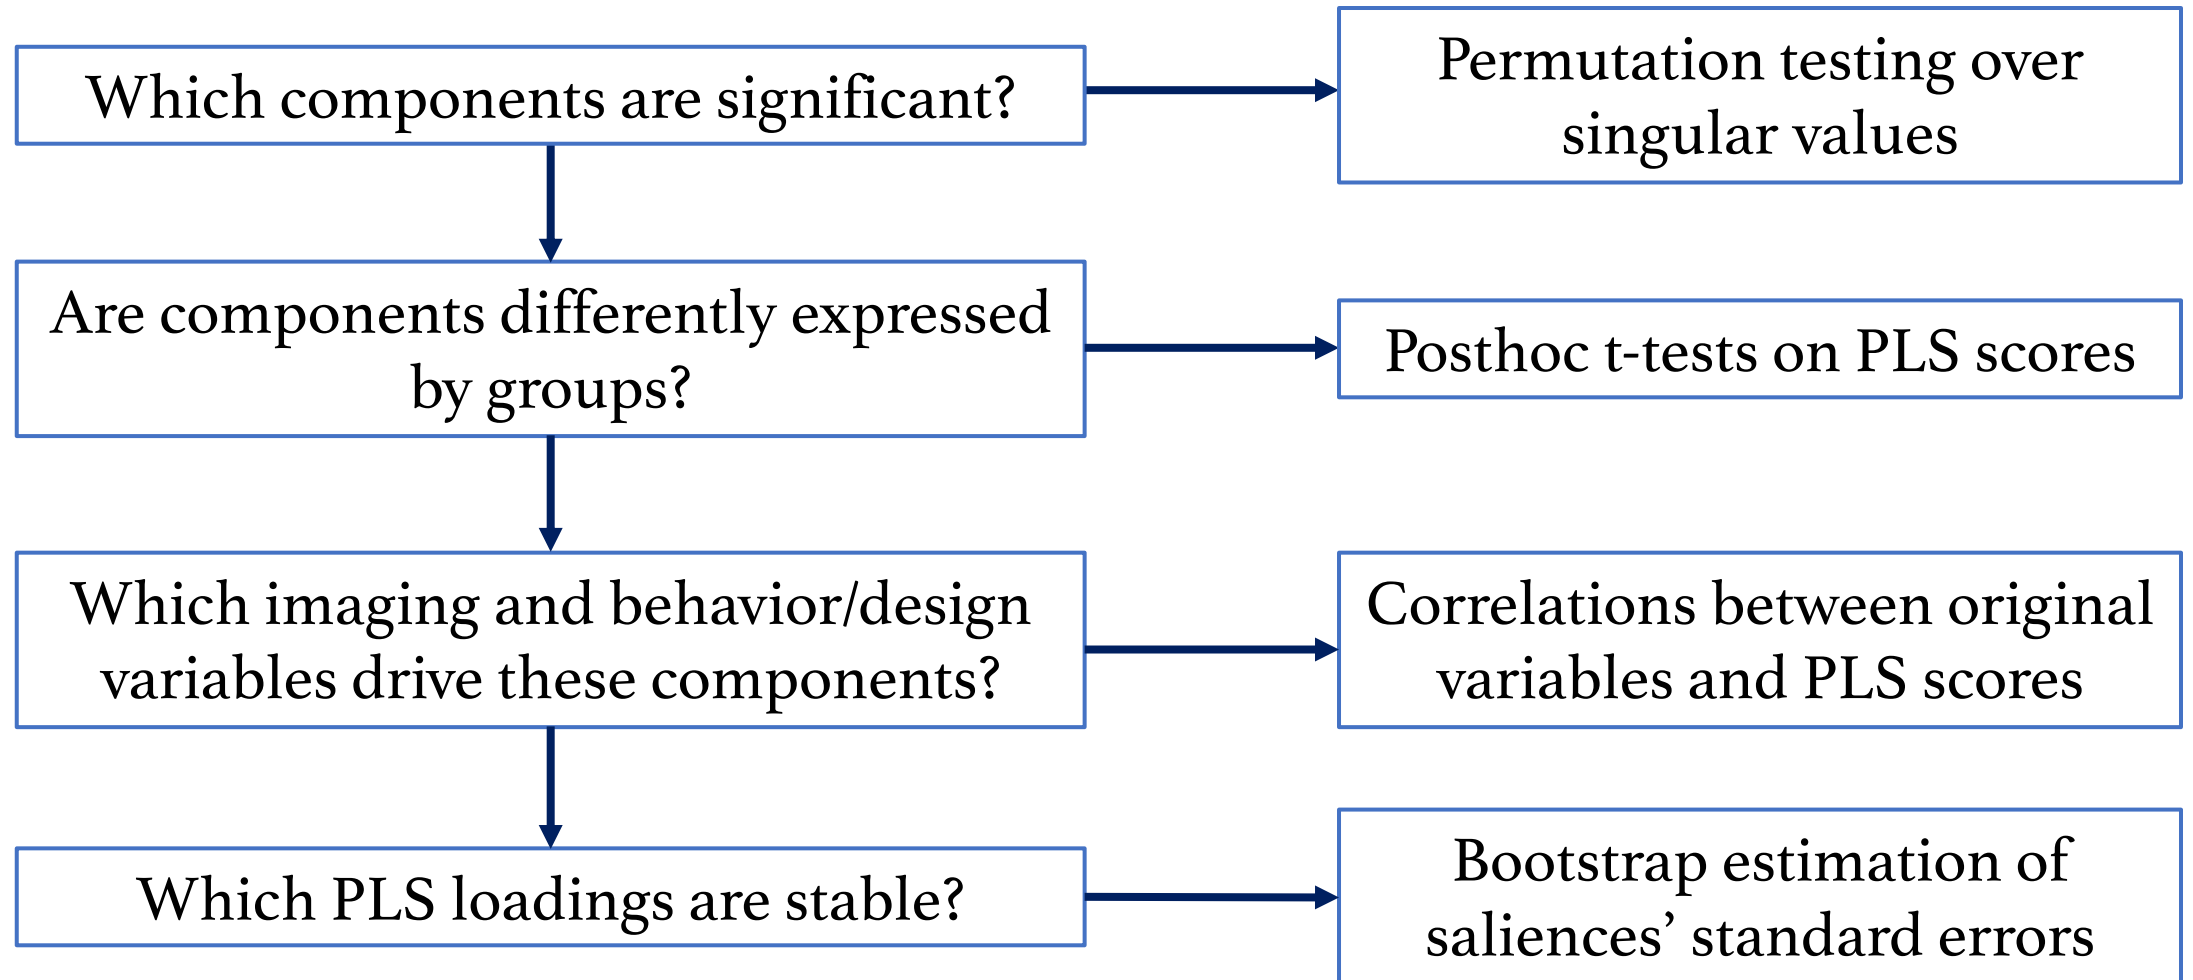 Which components are significant?
Permutation testing over
singular values
Are components differently expressed
by groups?
Posthoc t-tests on PLS scores
Which imaging and behavior/design
variables drive these components?
Correlations between original
variables and PLS scores
Which PLS loadings are stable?
Bootstrap estimation of
saliences’ standard errors